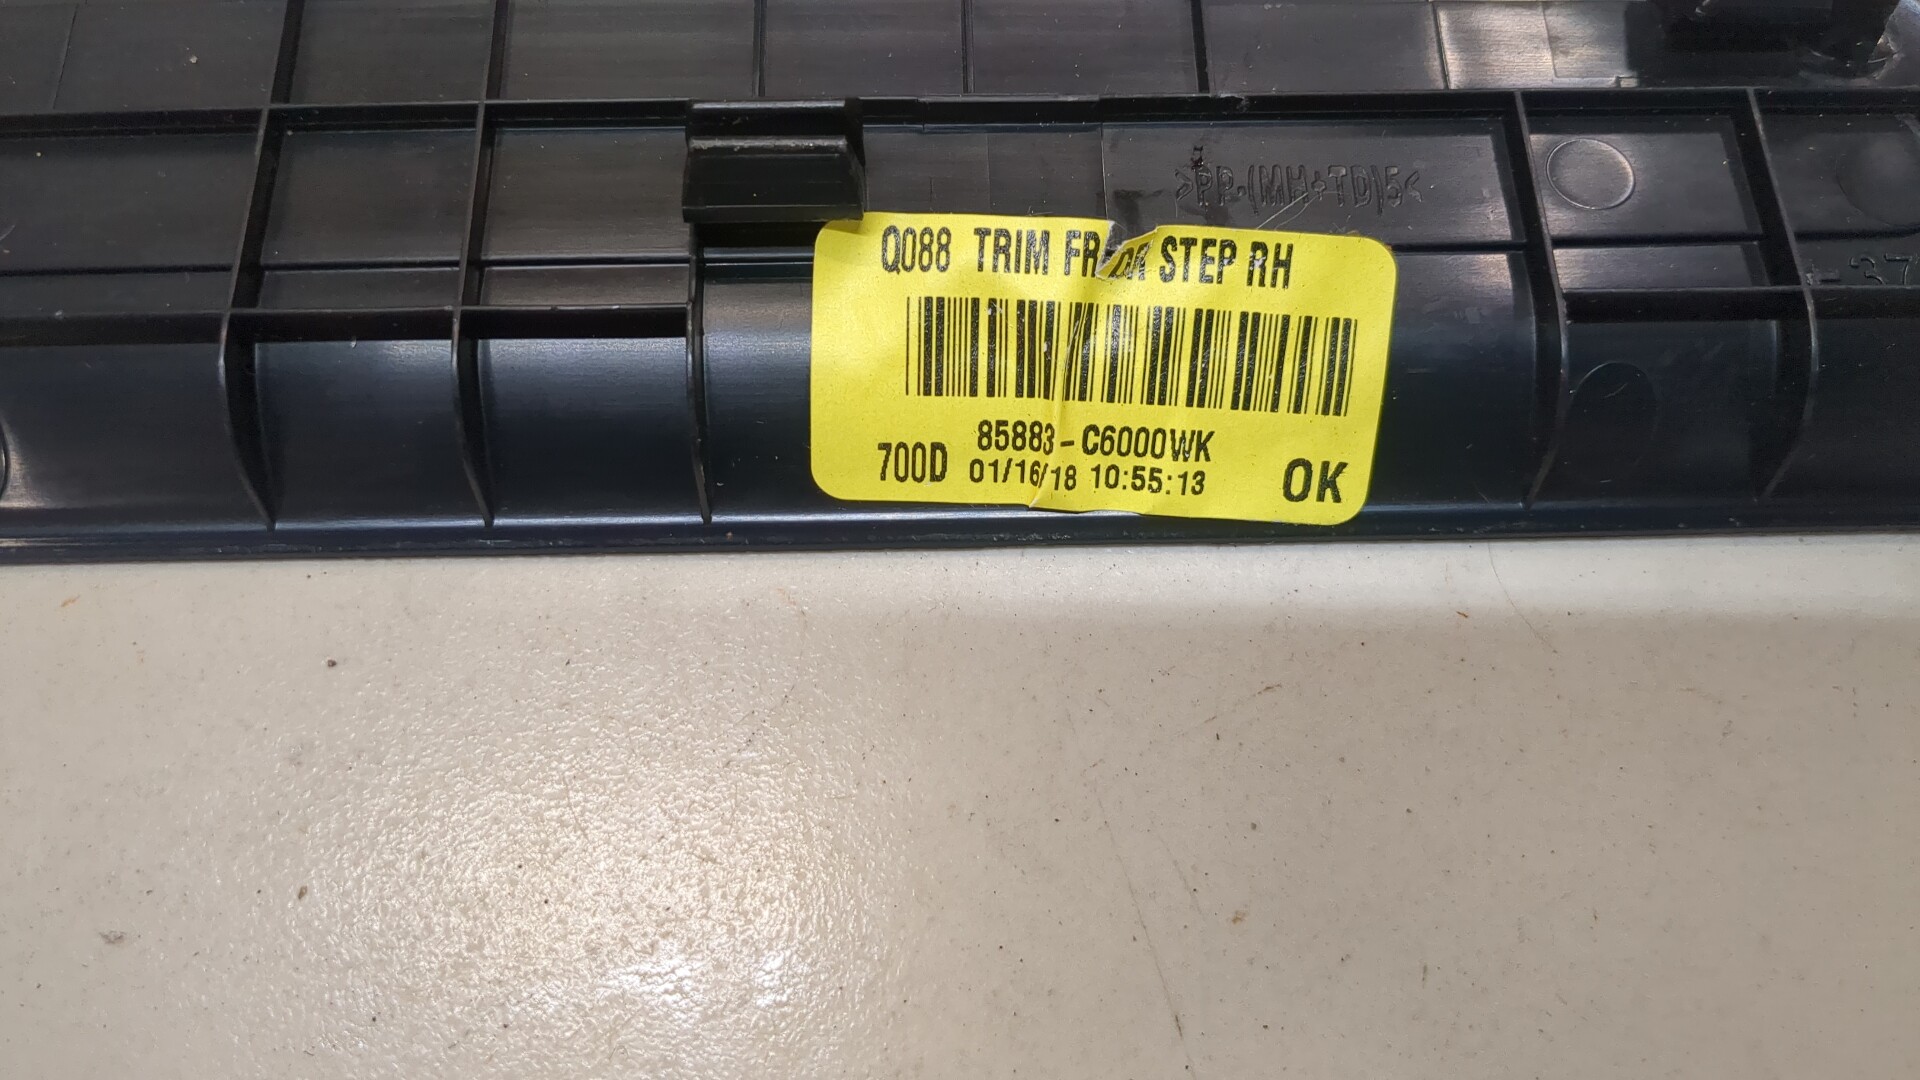 >PP-(MH+TD)5<
Q088 TRIM FR DR STEP RH
85883-C6000WK
700D 01/16/18 10:55:13 OK